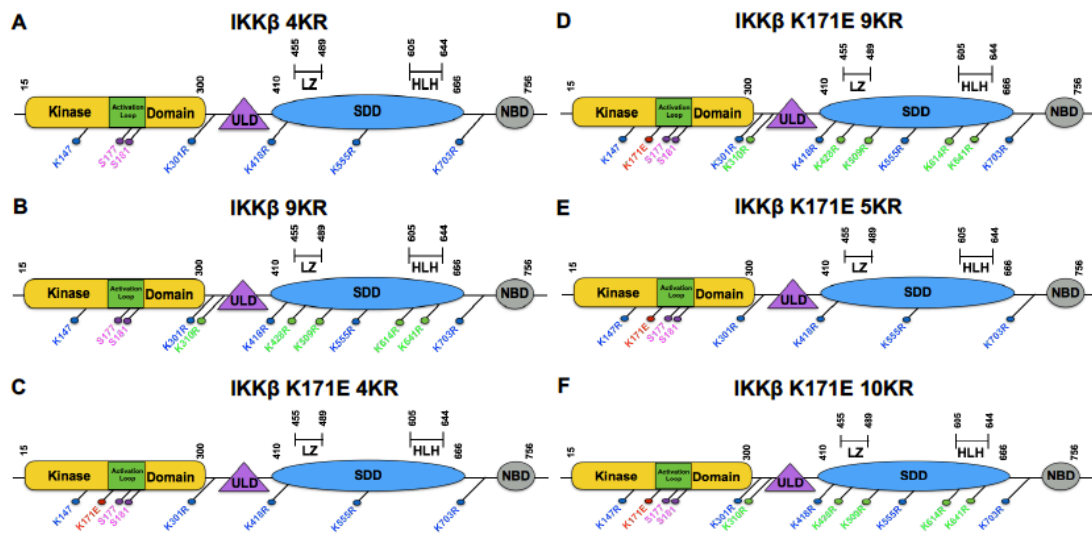 A
IKKβ 4KR
455
489
605
644
LZ
HLH
15
300
410
666
756
Kinase
Activation
Loop
Domain
ULD
SDD
NBD
K147
S177
S181
K301R
K418R
K555R
K703R
B
IKKβ 9KR
455
489
605
644
LZ
HLH
15
300
410
666
756
Kinase
Activation
Loop
Domain
ULD
SDD
NBD
K147
S177
S181
K301R
K310R
K418R
K428R
K509R
K555R
K614R
K641R
K703R
C
IKKβ K171E 4KR
455
489
605
644
LZ
HLH
15
300
410
666
756
Kinase
Activation
Loop
Domain
ULD
SDD
NBD
K147
K171E
S177
S181
K301R
K418R
K555R
K703R
D
IKKβ K171E 9KR
455
489
605
644
LZ
HLH
15
300
410
666
756
Kinase
Activation
Loop
Domain
ULD
SDD
NBD
K147
K171E
S177
S181
K301R
K310R
K418R
K428R
K509R
K555R
K614R
K641R
K703R
E
IKKβ K171E 5KR
455
489
605
644
LZ
HLH
15
300
410
666
756
Kinase
Activation
Loop
Domain
ULD
SDD
NBD
K147R
K171E
S177
S181
K301R
K418R
K555R
K703R
F
IKKβ K171E 10KR
455
489
605
644
LZ
HLH
15
300
410
666
756
Kinase
Activation
Loop
Domain
ULD
SDD
NBD
K147R
K171E
S177
S181
K301R
K310R
K418R
K428R
K509R
K555R
K614R
K641R
K703R